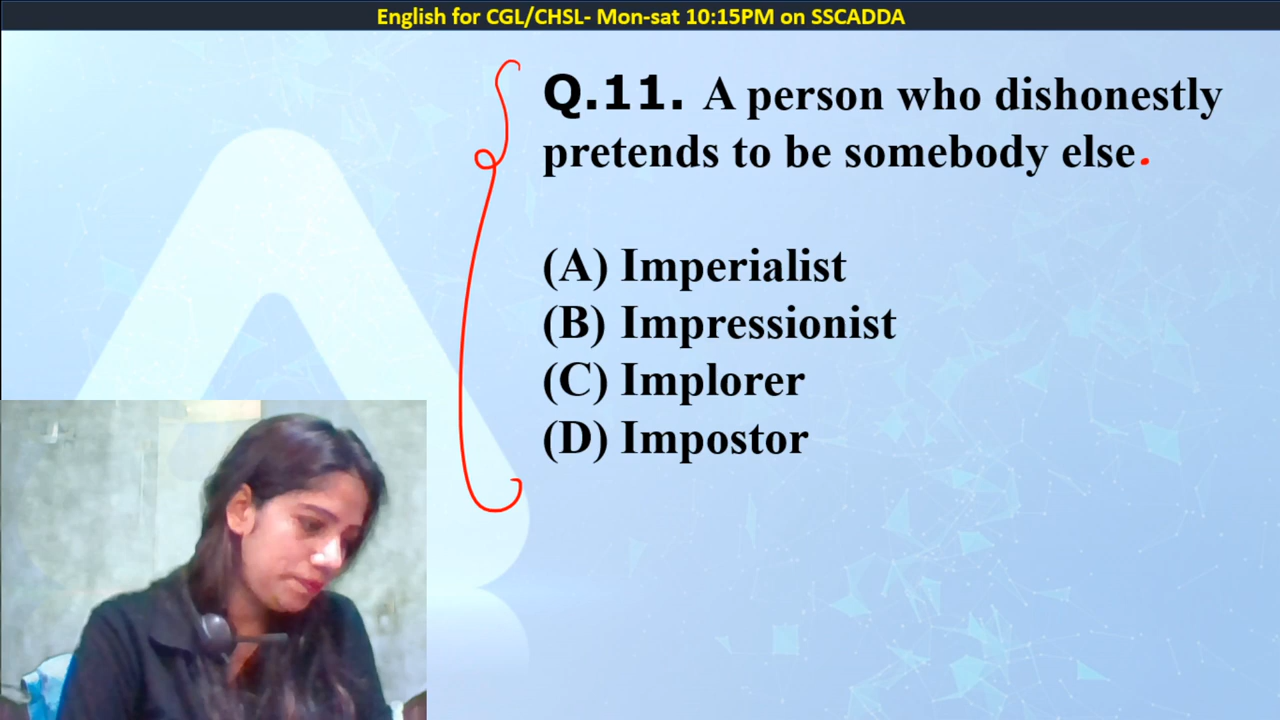 English for CGL/CHSL- Mon-sat 10:15PM on SSCADDA
Q.11. A person who dishonestly
pretends to be somebody else.
(A) Imperialist
(B) Impressionist
(C) Implorer
(D) Impostor